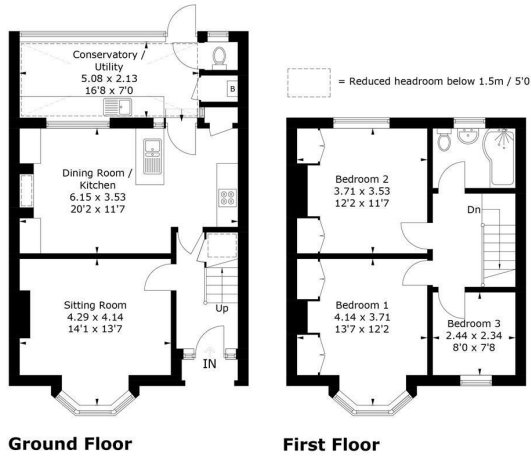 Conservatory /
Utility
5.08 x 2.13
16'8 x 7'0
B
= Reduced headroom below 1.5m / 5'0
Dining Room /
Kitchen
6.15 x 3.53
20'2 x 11'7
Bedroom 2
3.71 x 3.53
12'2 x 11'7
Dn
Sitting Room
4.29 x 4.14
14'1 x 13'7
Up
IN
Bedroom 1
4.14 x 3.71
13'7 x 12'2
Bedroom 3
2.44 x 2.34
8'0 x 7'8
Ground Floor
First Floor